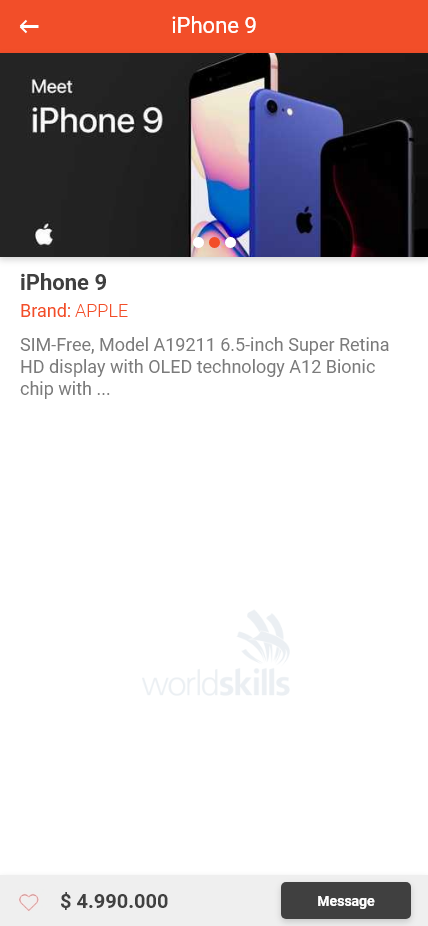 iPhone 9
Meet
iPhone 9
iPhone 9
Brand: APPLE
SIM-Free, Model A19211 6.5-inch Super Retina
HD display with OLED technology A12 Bionic
chip with ...
worldskills
$ 4.990.000
Message